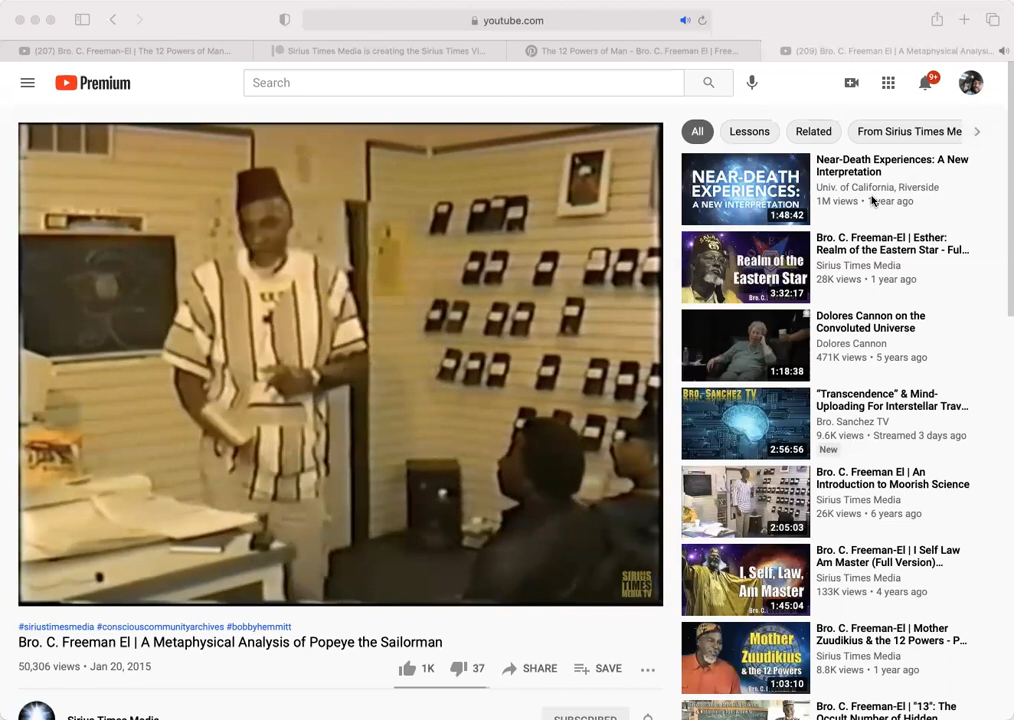 youtube.com
(207) Bro. C. Freeman-El | The 12 Powers of Man...
Sirius Times Media is creating the Sirius Times VI...
The 12 Powers of Man - Bro. C. Freeman El | Free...
(209) Bro. C. Freeman El | A Metaphysical Analysi...
Premium
Search
9+
All
Lessons
Related
From Sirius Times Me
NEAR-DEATH
EXPERIENCES:
A NEW INTERPRETATION
1:48:42
Near-Death Experiences: A New
Interpretation
Univ. of California, Riverside
1M views • year ago
Realm of the
Eastern Star
Bro. C.
3:32:17
Bro. C. Freeman-El | Esther:
Realm of the Eastern Star - Ful...
Sirius Times Media
28K views • 1 year ago
1:18:38
Dolores Cannon on the
Convoluted Universe
Dolores Cannon
471K views • 5 years ago
BRO. SANCHEZ TV
2:56:56
“Transcendence” & Mind-
Uploading For Interstellar Trav...
Bro. Sanchez TV
9.6K views • Streamed 3 days ago
New
2:05:03
Bro. C. Freeman El | An
Introduction to Moorish Science
Sirius Times Media
26K views • 6 years ago
I, Self, Law,
Am Master
1:45:04
Bro. C. Freeman-El | I Self Law
Am Master (Full Version)...
Sirius Times Media
133K views • 4 years ago
Mother
Zuudikius
& the 12 Powers
1:03:10
Bro. C. Freeman-El | Mother
Zuudikius & the 12 Powers - P...
Sirius Times Media
8.8K views • 1 year ago
Bro. C. Freeman El | "13": The
Occult Number of Hidden
SIRIUS
TIMES
MEDIA TV
#siriustimesmedia #consciouscommunityarchives #bobbyhemmitt
Bro. C. Freeman El | A Metaphysical Analysis of Popeye the Sailorman
50,306 views • Jan 20, 2015
1K
37
SHARE
SAVE
Sirius Times Media
SUBSCRIBED